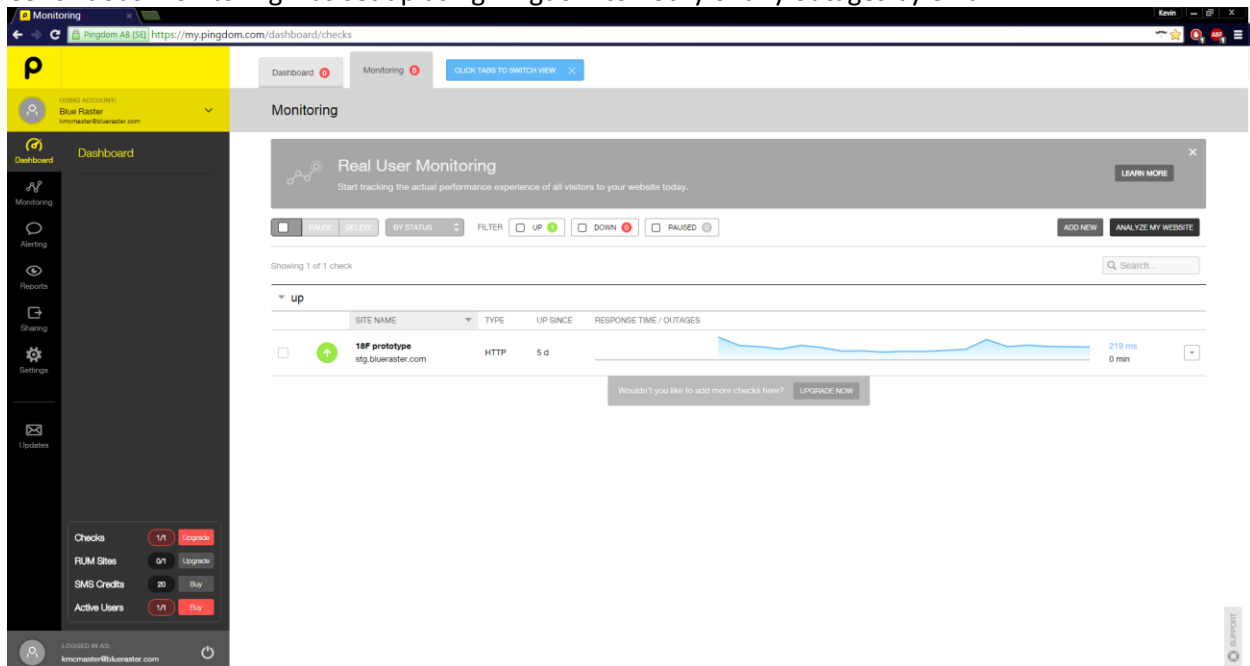 Monitoring
Kevin
Pingdom AB [SE] https://my.pingdom.com/dashboard/checks
Dashboard 0
Monitoring 0
CLICK TABS TO SWITCH VIEW.
USING ACCOUNT:
Blue Raster
kmcmaster@blueraster.com
Monitoring
Dashboard
Dashboard
Monitoring
Alerting
Reports
Sharing
Settings
Updates
Real User Monitoring
Start tracking the actual performance experience of all visitors to your website today.
LEARN MORE
PAUSE DELETE BY STATUS FILTER UP 1 DOWN 0 PAUSED 0 ADD NEW ANALYZE MY WEBSITE
Showing 1 of 1 check
Search...
up
SITE NAME TYPE UP SINCE RESPONSE TIME / OUTAGES
18F prototype
stg.blueraster.com
HTTP 5 d
219 ms
0 min
Wouldn't you like to add more checks here? UPGRADE NOW
Checks 1/1 Upgrade
RUM Sites 0/1 Upgrade
SMS Credits 20 Buy
Active Users 1/1 Buy
LOGGED IN AS:
kmcmaster@blueraster.com
SUPPORT